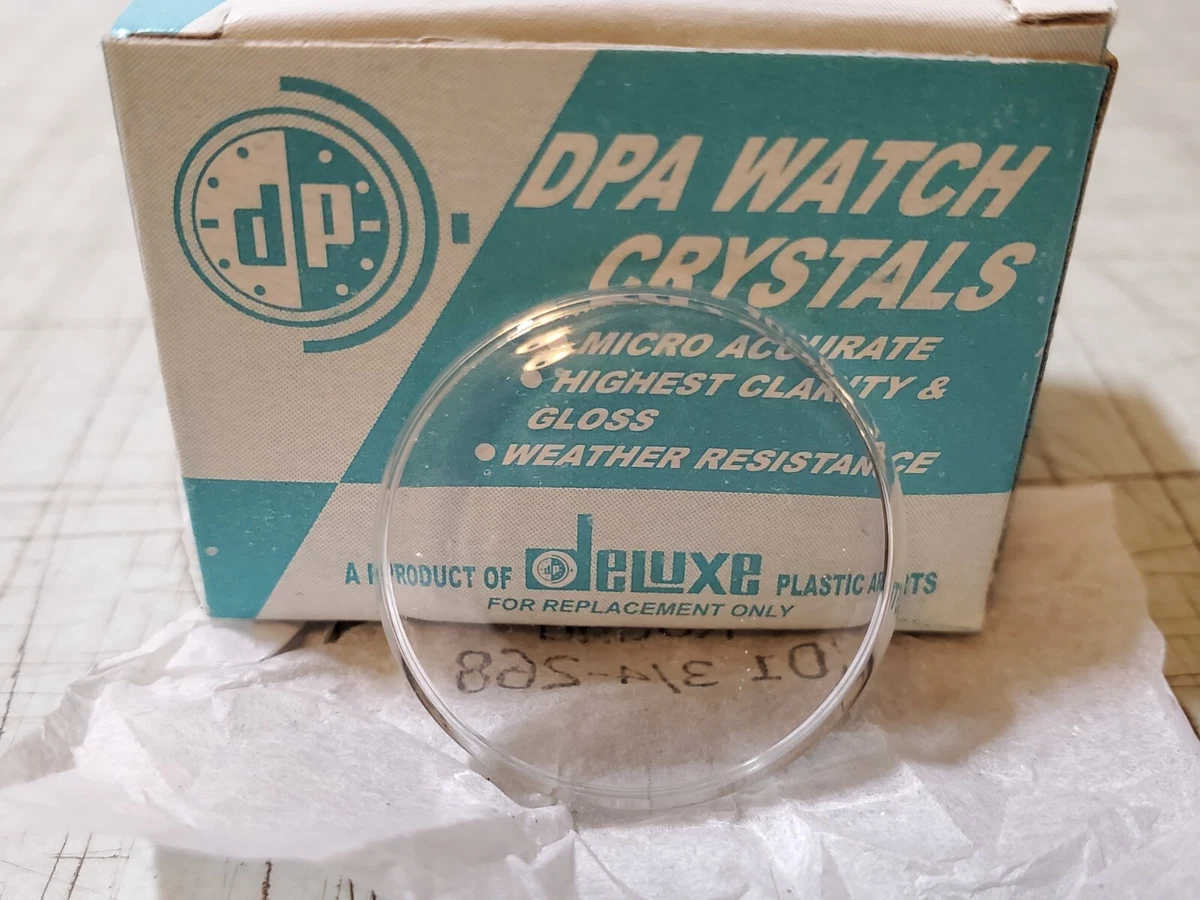 dp
DPA WATCH
CRYSTALS
• MICRO ACCURATE
• HIGHEST CLARITY &
GLOSS
• WEATHER RESISTANCE
A PRODUCT OF deluxe PLASTIC
FOR REPLACEMENT ONLY
D1 3/4-268